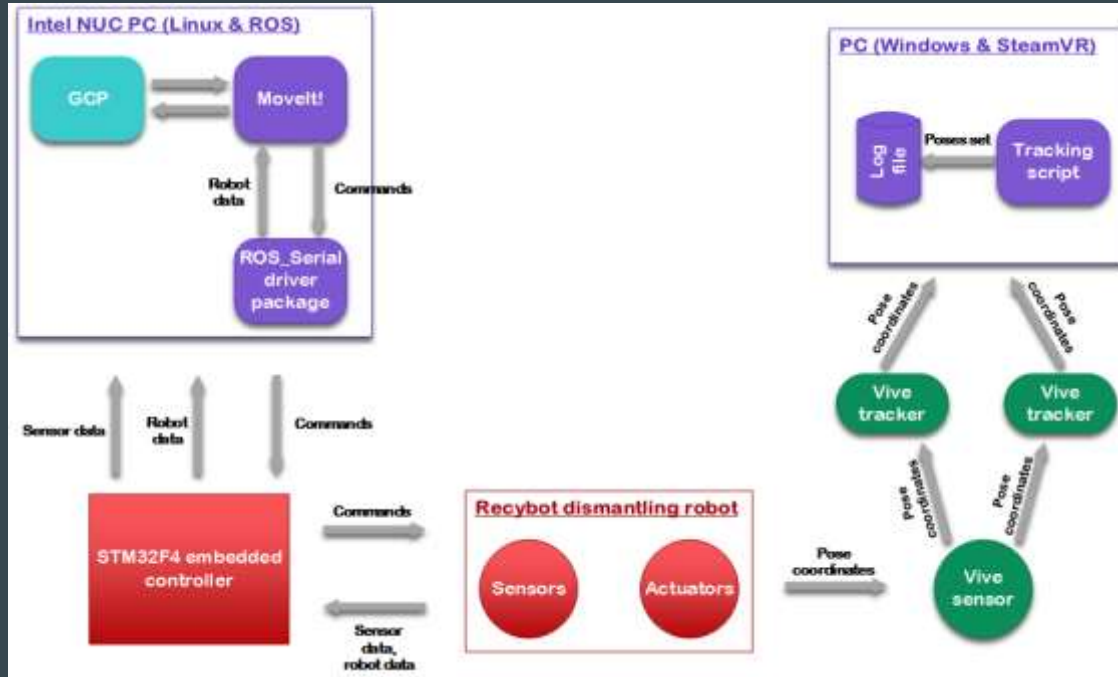 Intel NUC PC (Linux & ROS)
GCP
MoveIt!
Robot
data
Commands
ROS_Serial
driver
package
Sensor data
Robot
data
Commands
STM32F4 embedded
controller
Commands
Sensor
data,
robot data
Recybot dismantling robot
Sensors
Actuators
Pose
coordinates
PC (Windows & SteamVR)
Log
file
Poses set
Tracking
script
Pose
coordinates
Pose
coordinates
Vive
tracker
Vive
tracker
Pose
coordinates
Pose
coordinates
Vive
sensor